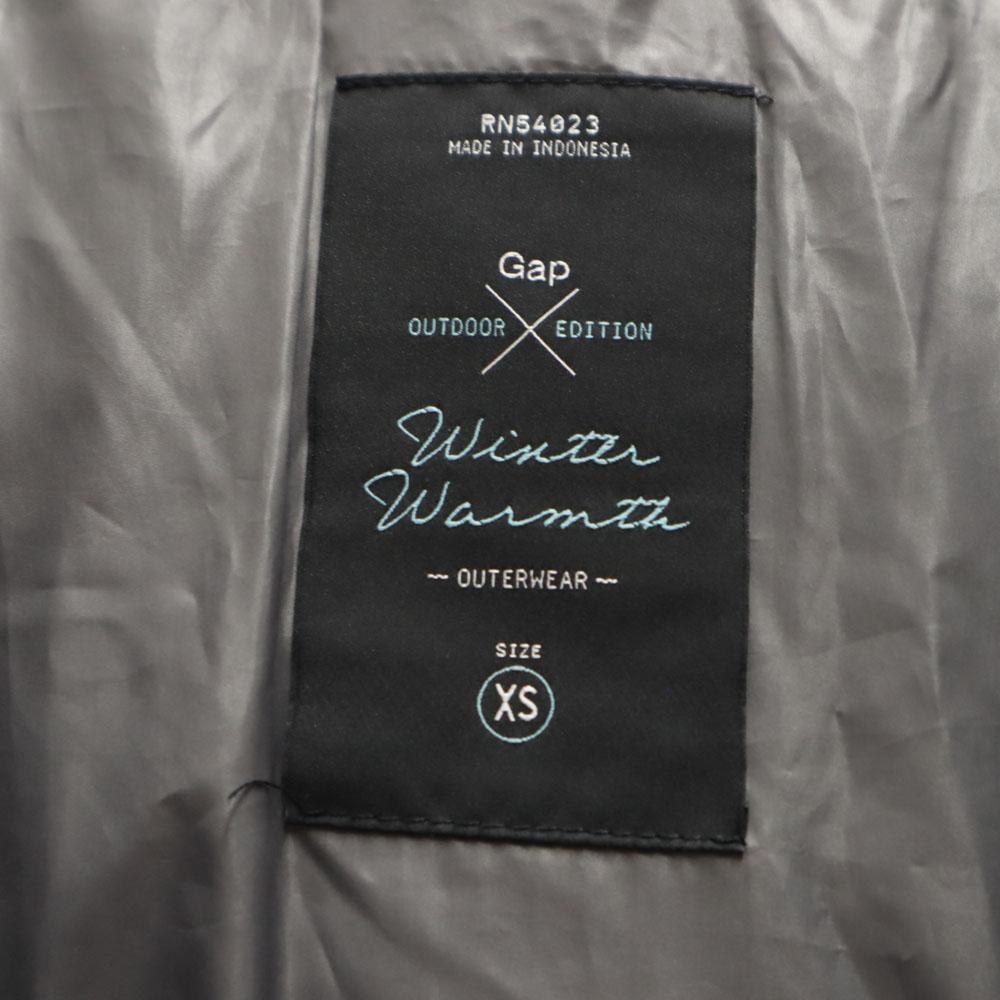 RN54023
MADE IN INDONESIA
Gap
OUTDOOR EDITION
Winter
Warmth
~ OUTERWEAR ~
SIZE
XS